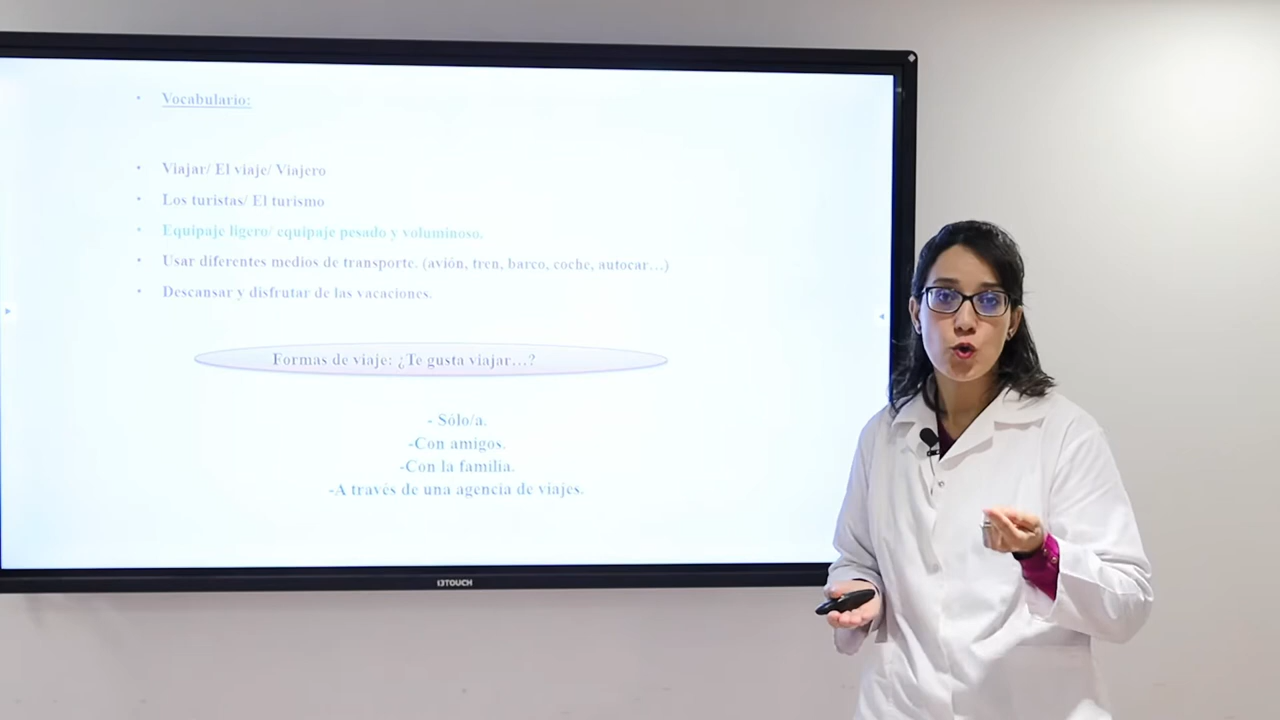 Vocabulario:
Viajar/ El viaje/ Viajero
Los turistas/ El turismo
Equipaje ligero/ equipaje pesado y voluminoso.
Usar diferentes medios de transporte. (avión, tren, barco, coche, autocar…)
Descansar y disfrutar de las vacaciones.
Formas de viaje: ¿Te gusta viajar…?
- Sólo/a.
-Con amigos.
-Con la familia.
-A través de una agencia de viajes.
i3TOUCH